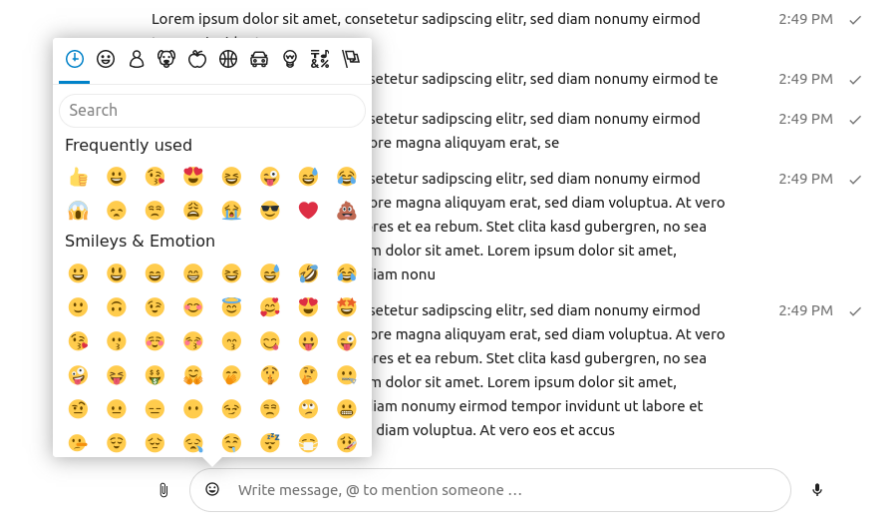 Lorem ipsum dolor sit amet, consetetur sadipscing elitr, sed diam nonumy eirmod 2:49 PM
Search
setetur sadipscing elitr, sed diam nonumy eirmod te 2:49 PM
Frequently used
setetur sadipscing elitr, sed diam nonumy eirmod 2:49 PM
ore magna aliquyam erat, se
setetur sadipscing elitr, sed diam nonumy eirmod 2:49 PM
ore magna aliquyam erat, sed diam voluptua. At vero
res et ea rebum. Stet clita kasd gubergren, no sea
m dolor sit amet. Lorem ipsum dolor sit amet,
iam nonu
Smileys & Emotion
setetur sadipscing elitr, sed diam nonumy eirmod 2:49 PM
ore magna aliquyam erat, sed diam voluptua. At vero
res et ea rebum. Stet clita kasd gubergren, no sea
m dolor sit amet. Lorem ipsum dolor sit amet,
iam nonumy eirmod tempor invidunt ut labore et
diam voluptua. At vero eos et accus
Write message, @ to mention someone …